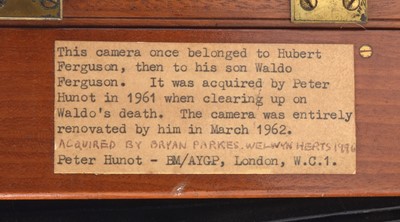 This camera once belonged to Hubert
Ferguson, then to his son Waldo
Ferguson. It was acquired by Peter
Hunot in 1961 when clearing up on
Waldo's death. The camera was entirely
renovated by him in March 1962.
ACQUIRED BY BRYAN PARKES. WELWYN HERTS
Peter Hunot - BM/AYGP, London, W.C.1.